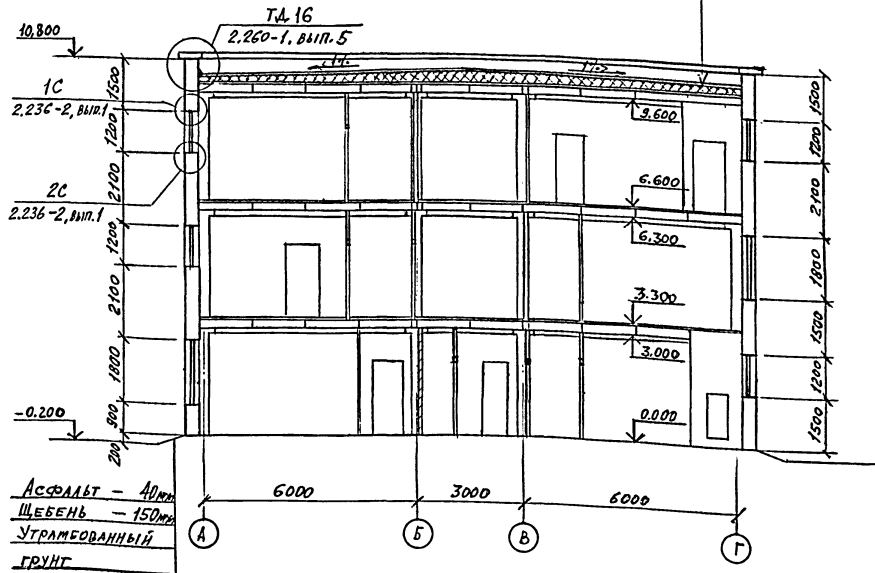 ТД 16
2.260-1. ВЫП. 5
10,800
1%
1%
1С
2.236-2, ВЫП.1
2С
2.236-2, ВЫП.1
1500
1200
2100
1200
2100
1800
900
200
9.600
6.600
6.300
3.300
3.000
0.000
1500
1200
2100
1800
1500
1200
1500
-0.200
АСФАЛЬТ - 40мм
ЩЕБЕНЬ - 150мм
УТРАМБОВАННЫЙ
ГРУНТ
6000
3000
6000
А
Б
В
Г